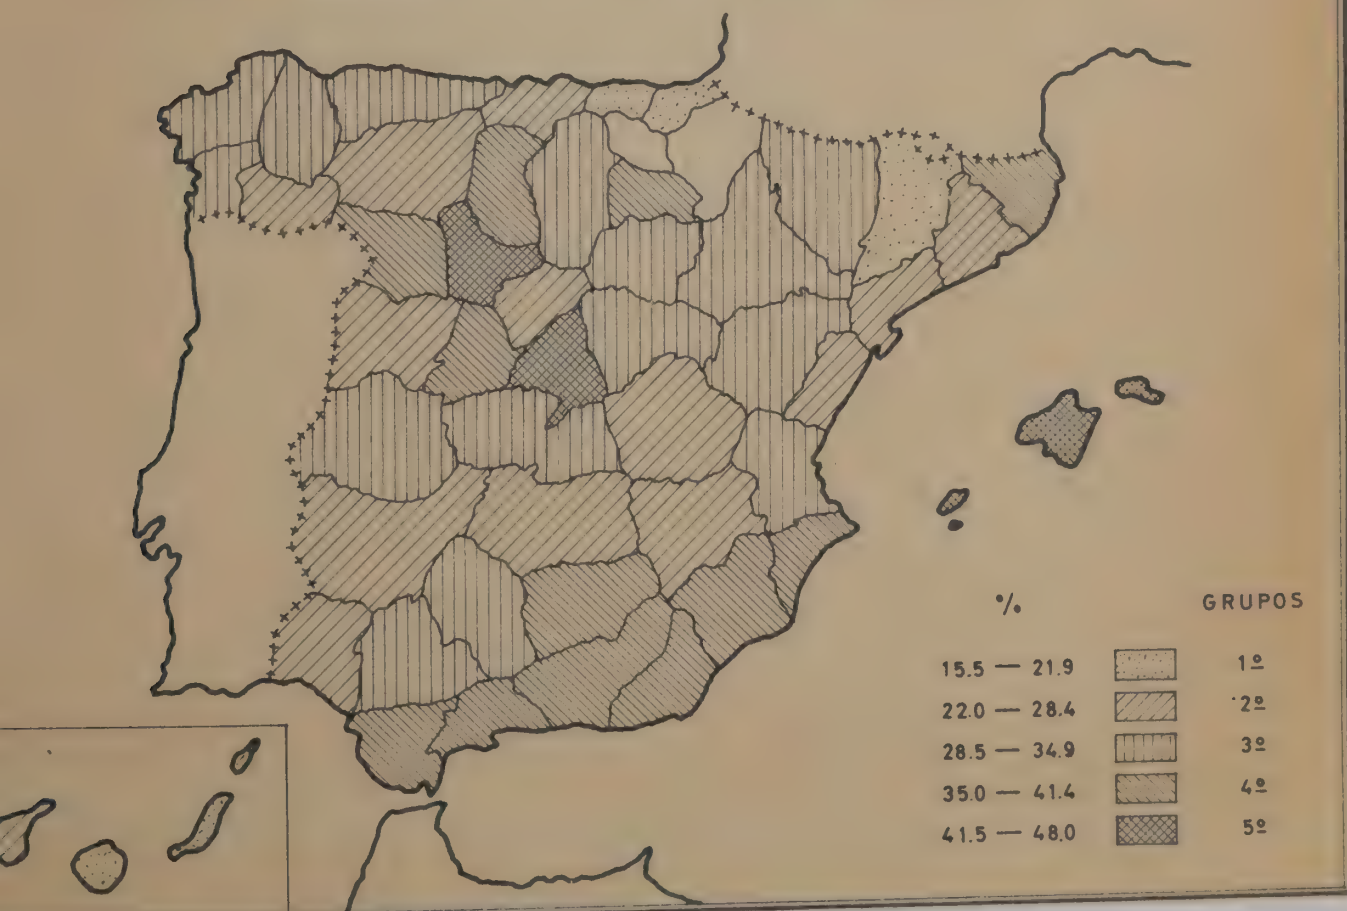 % GRUPOS
15.5 — 21.9 1º
22.0 — 28.4 2º
28.5 — 34.9 3º
35.0 — 41.4 4º
41.5 — 48.0 5º